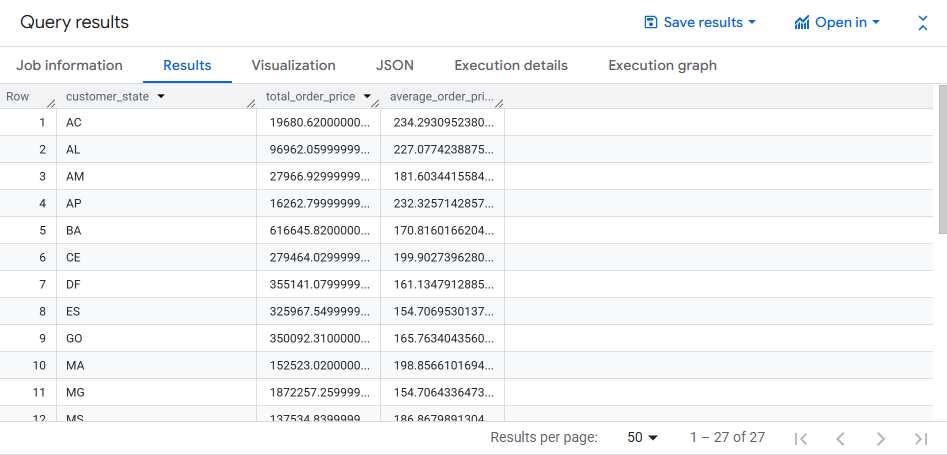 Query results Save results Open in
Job information Results Visualization JSON Execution details Execution graph
Row customer_state total_order_price average_order_pri...
1 AC 19680.62000000... 234.2930952380...
2 AL 96962.05999999... 227.0774238875...
3 AM 27966.92999999... 181.6034415584...
4 AP 16262.79999999... 232.3257142857...
5 BA 616645.8200000... 170.8160166204...
6 CE 279464.0299999... 199.9027396280...
7 DF 355141.0799999... 161.1347912885...
8 ES 325967.5499999... 154.7069530137...
9 GO 350092.3100000... 165.7634043560...
10 MA 152523.0200000... 198.8566101694...
11 MG 1872257.259999... 154.7064336473...
12 MS 137534.8399999... 186.8679891304...
Results per page: 50 1 – 27 of 27